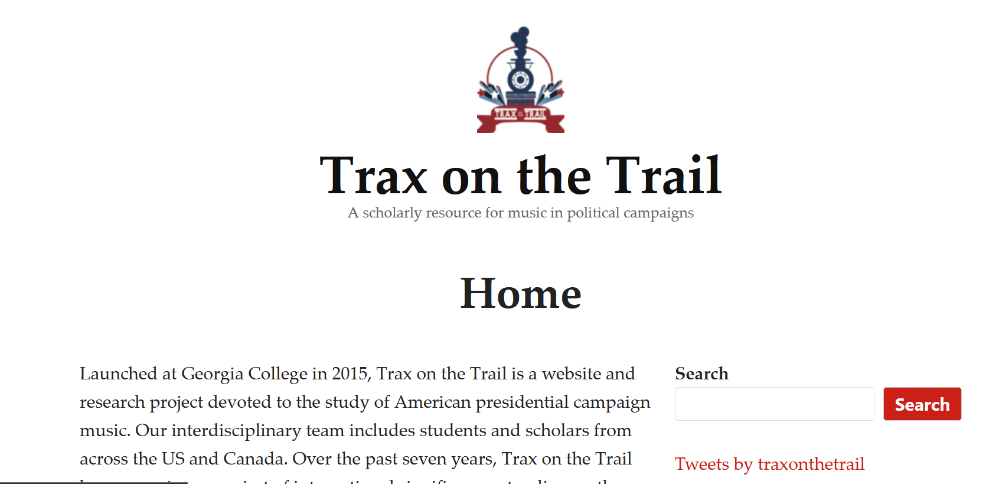 TRAX ON THE TRAIL
Trax on the Trail
A scholarly resource for music in political campaigns
Home
Launched at Georgia College in 2015, Trax on the Trail is a website and
research project devoted to the study of American presidential campaign
music. Our interdisciplinary team includes students and scholars from
across the US and Canada. Over the past seven years, Trax on the Trail
Search
Search
Tweets by traxonthetrail